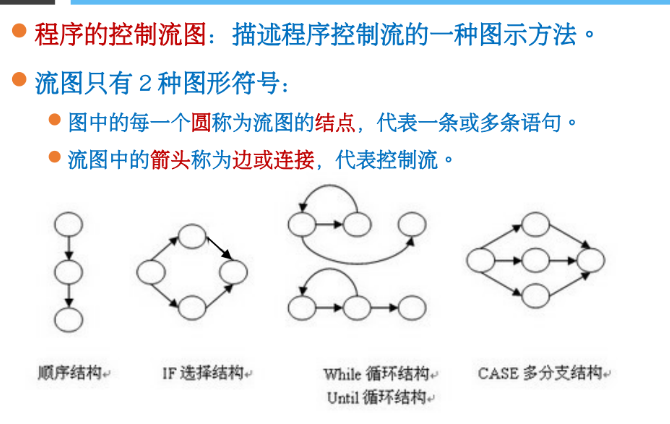 程序的控制流图：描述程序控制流的一种图示方法。
流图只有 2 种图形符号：
图中的每一个圆称为流图的结点，代表一条或多条语句。
流图中的箭头称为边或连接，代表控制流。
顺序结构↵ IF 选择结构↵ While 循环结构↵ CASE 多分支结构↵
Until 循环结构↵